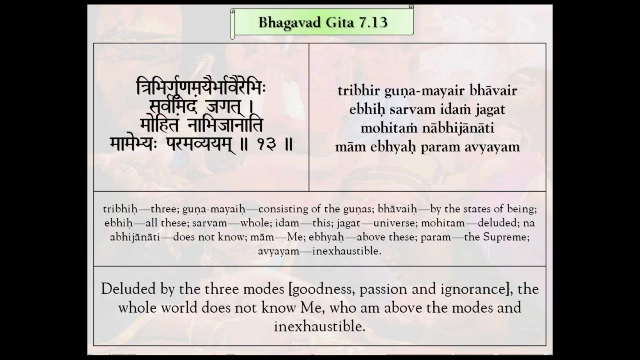 Bhagavad Gita 7.13
त्रिभिर्गुणमयैर्भावैरेभिः
सर्वमिदं जगत् ।
मोहितं नाभिजानाति
मामेभ्यः परमव्ययम् ॥ १३ ॥
tribhir guṇa-mayair bhāvair
ebhiḥ sarvam idaṁ jagat
mohitaṁ nābhijānāti
mām ebhyaḥ param avyayam
tribhiḥ—three; guṇa-mayaiḥ—consisting of the guṇas; bhāvaiḥ—by the states of being;
ebhiḥ—all these; sarvam—whole; idam—this; jagat—universe; mohitam—deluded; na
abhijānāti—does not know; mām—Me; ebhyaḥ—above these; param—the Supreme;
avyayam—inexhaustible.
Deluded by the three modes [goodness, passion and ignorance], the
whole world does not know Me, who am above the modes and
inexhaustible.